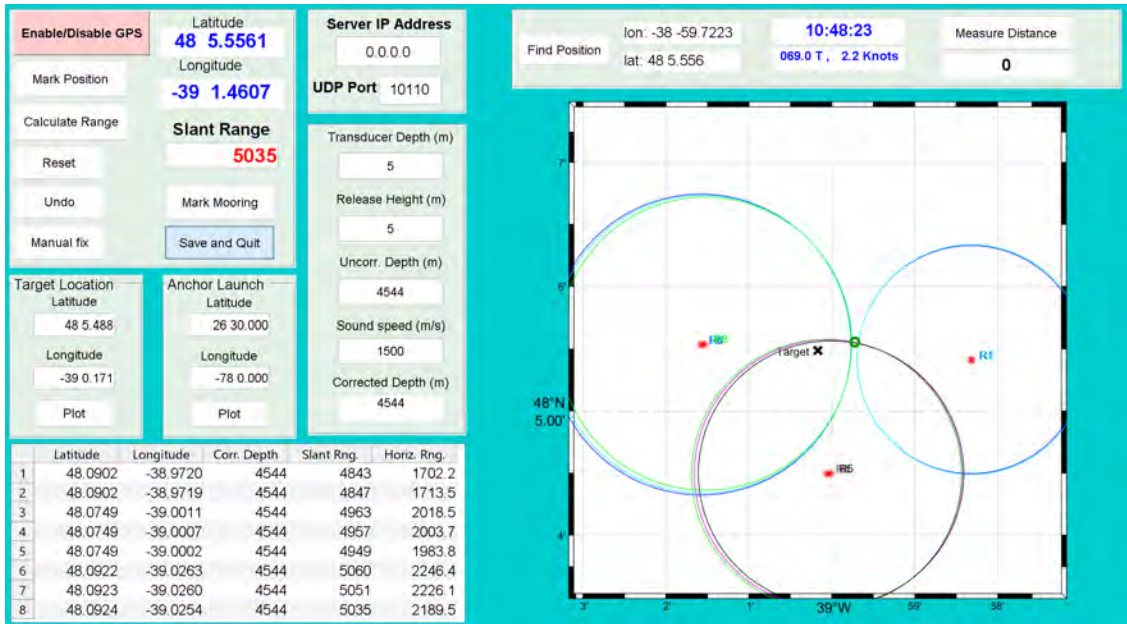 Enable/Disable GPS
Latitude
48 5.5561
Longitude
-39 1.4607
Mark Position
Calculate Range
Slant Range
5035
Reset
Undo
Mark Mooring
Manual fix
Save and Quit
Server IP Address
0.0.0.0
UDP Port 10110
Transducer Depth (m)
5
Release Height (m)
5
Uncorr. Depth (m)
4544
Sound speed (m/s)
1500
Corrected Depth (m)
4544
Target Location
Latitude
48 5.488
Longitude
-39 0.171
Plot
Anchor Launch
Latitude
26 30.000
Longitude
-78 0.000
Plot
Latitude Longitude Corr. Depth Slant Rng. Horiz. Rng.
1 48.0902 -38.9720 4544 4843 1702.2
2 48.0902 -38.9719 4544 4847 1713.5
3 48.0749 -39.0011 4544 4963 2018.5
4 48.0749 -39.0007 4544 4957 2003.7
5 48.0749 -39.0002 4544 4949 1983.8
6 48.0922 -39.0263 4544 5060 2246.4
7 48.0923 -39.0260 4544 5051 2226.1
8 48.0924 -39.0254 4544 5035 2189.5
Find Position
lon: -38 -59.7223
lat: 48 5.556
10:48:23
069.0 T , 2.2 Knots
Measure Distance
0
7'
6'
48°N
5.00'
4'
Target
R1
3' 2' 1' 39°W 59' 58'